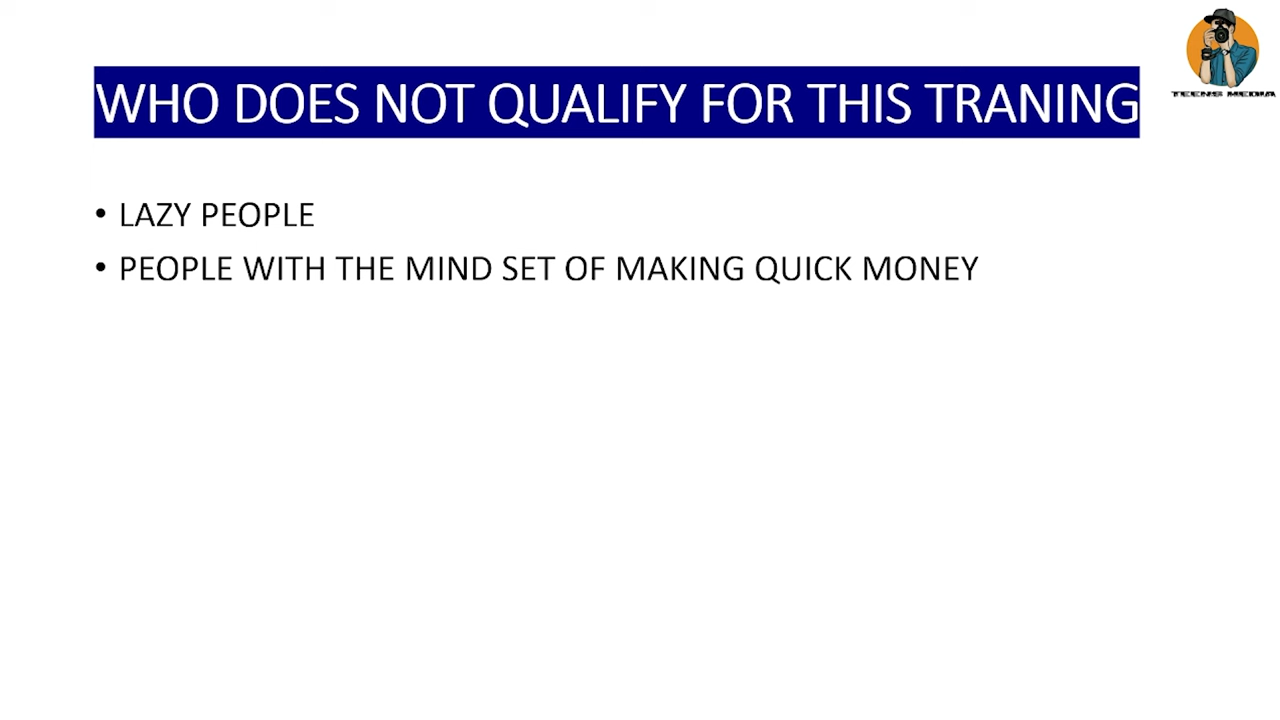 TEENS MEDIA
WHO DOES NOT QUALIFY FOR THIS TRANING
• LAZY PEOPLE
• PEOPLE WITH THE MIND SET OF MAKING QUICK MONEY